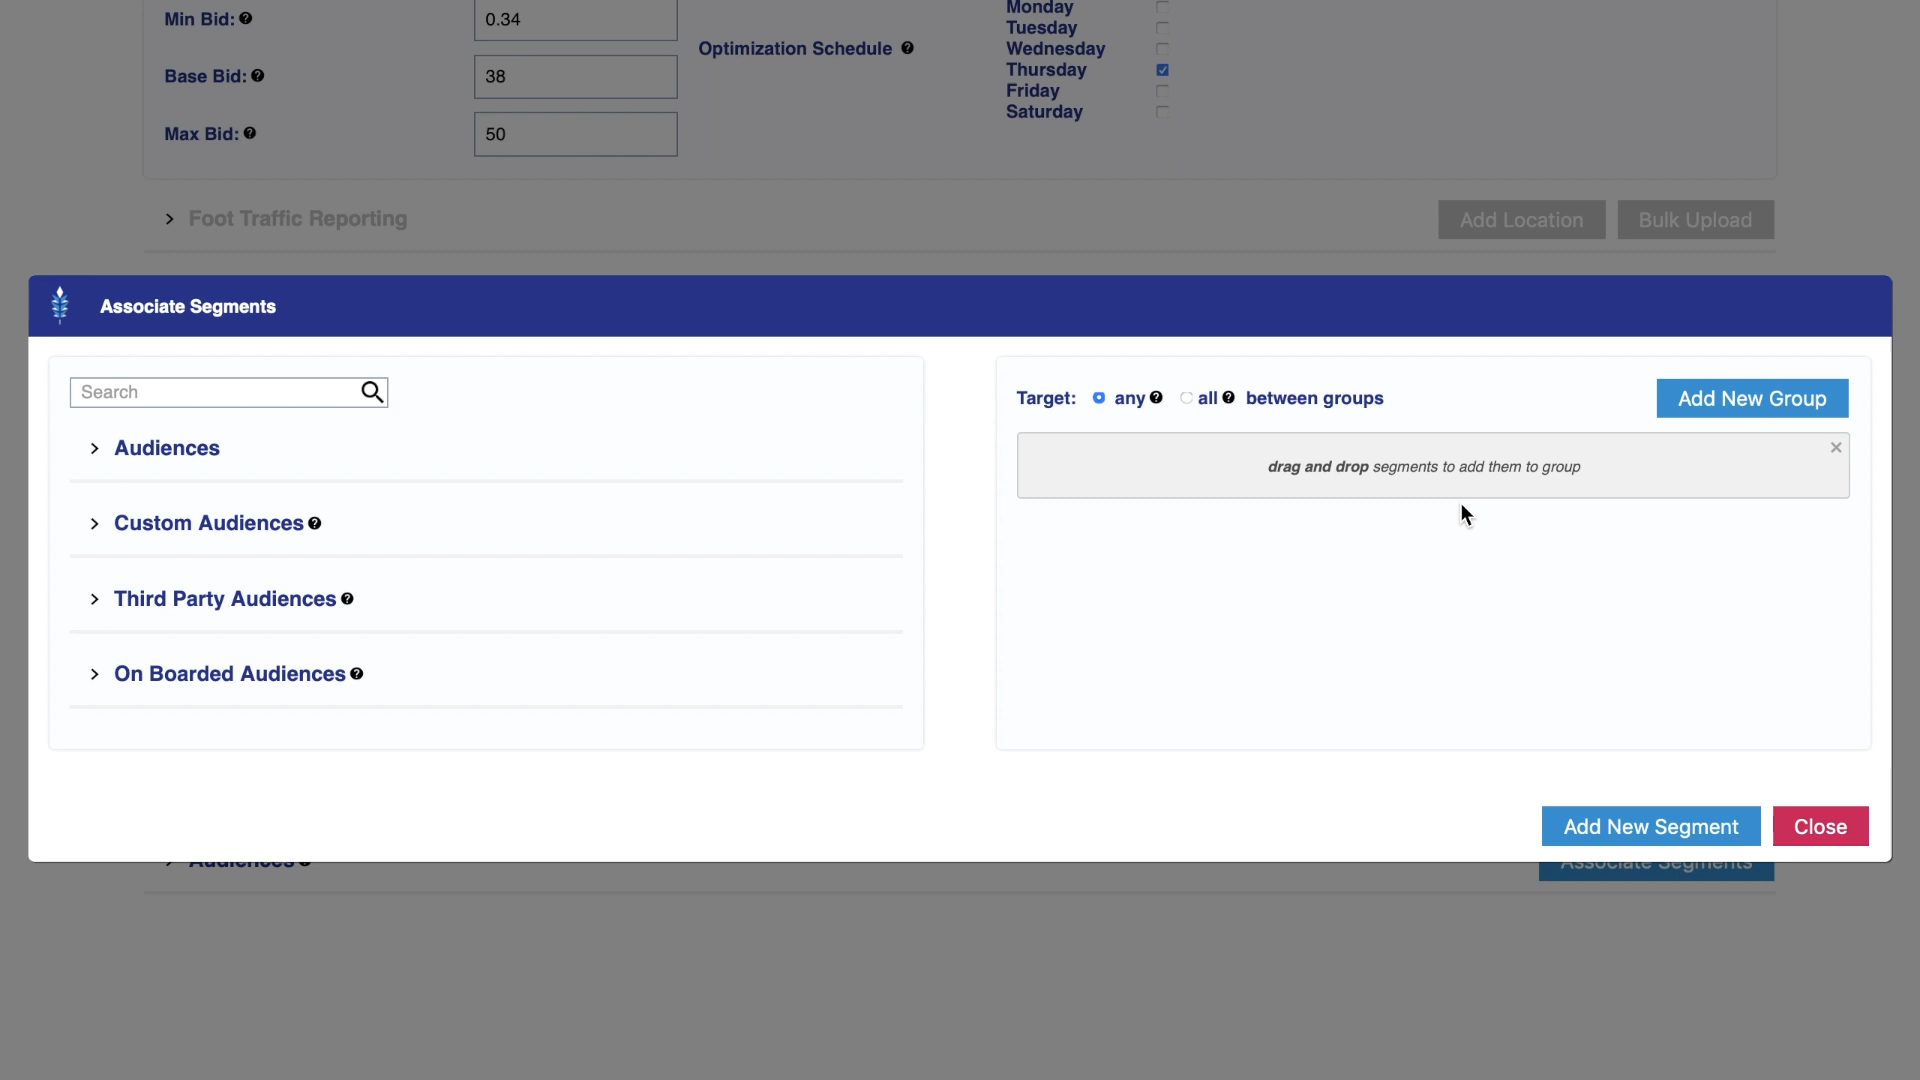 Min Bid:
0.34
Base Bid:
38
Max Bid:
50
Optimization Schedule
Monday
Tuesday
Wednesday
Thursday
Friday
Saturday
Foot Traffic Reporting
Add Location
Bulk Upload
Associate Segments
Search
Audiences
Custom Audiences
Third Party Audiences
On Boarded Audiences
Target: any all between groups
Add New Group
drag and drop segments to add them to group
Add New Segment
Close
Audiences
Associate Segments